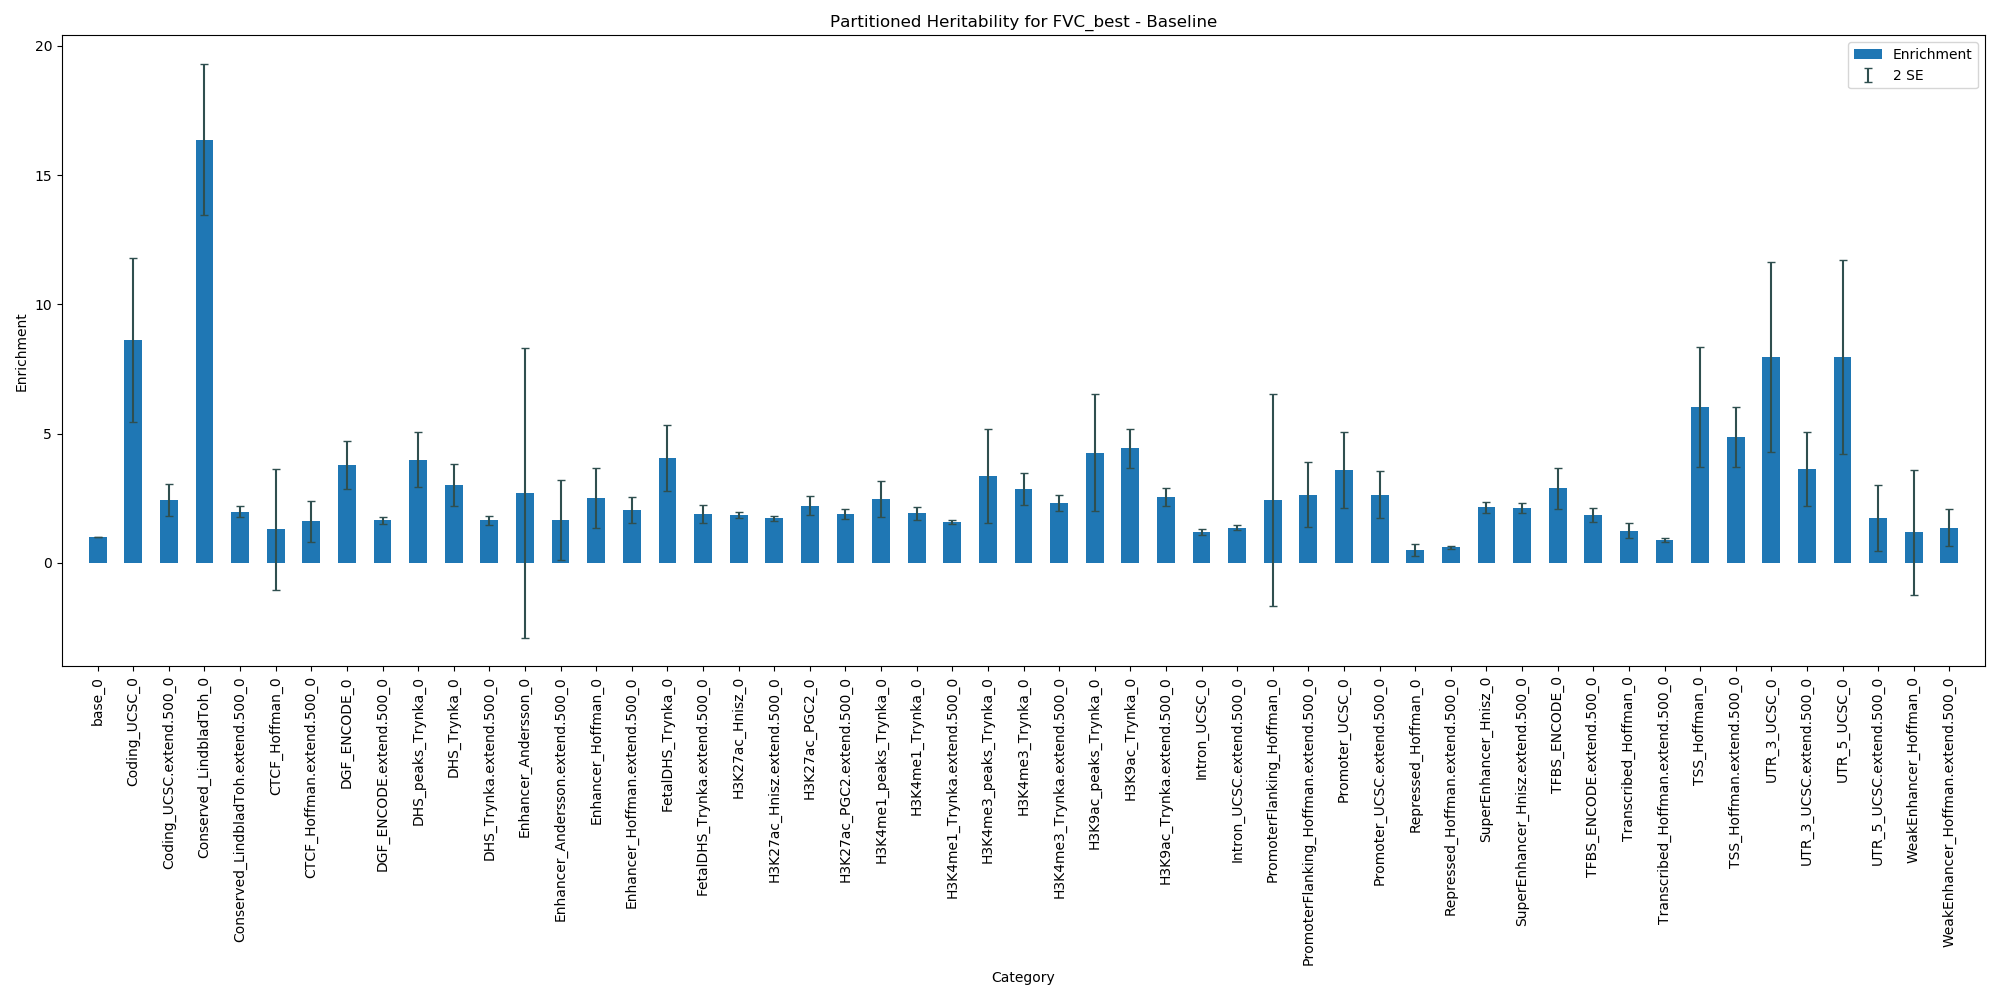 Partitioned Heritability for FVC_best - Baseline
Enrichment
2 SE
20
15
10
5
0
Enrichment
base_0
Coding_UCSC_0
Coding_UCSC.extend.500_0
Conserved_LindbladToh_0
Conserved_LindbladToh.extend.500_0
CTCF_Hoffman_0
CTCF_Hoffman.extend.500_0
DGF_ENCODE_0
DGF_ENCODE.extend.500_0
DHS_peaks_Trynka_0
DHS_Trynka_0
DHS_Trynka.extend.500_0
Enhancer_Andersson_0
Enhancer_Andersson.extend.500_0
Enhancer_Hoffman_0
Enhancer_Hoffman.extend.500_0
FetalDHS_Trynka_0
FetalDHS_Trynka.extend.500_0
H3K27ac_Hnisz_0
H3K27ac_Hnisz.extend.500_0
H3K27ac_PGC2_0
H3K27ac_PGC2.extend.500_0
H3K4me1_peaks_Trynka_0
H3K4me1_Trynka_0
H3K4me1_Trynka.extend.500_0
H3K4me3_peaks_Trynka_0
H3K4me3_Trynka_0
H3K4me3_Trynka.extend.500_0
H3K9ac_peaks_Trynka_0
H3K9ac_Trynka_0
H3K9ac_Trynka.extend.500_0
Intron_UCSC_0
Intron_UCSC.extend.500_0
PromoterFlanking_Hoffman_0
PromoterFlanking_Hoffman.extend.500_0
Promoter_UCSC_0
Promoter_UCSC.extend.500_0
Repressed_Hoffman_0
Repressed_Hoffman.extend.500_0
SuperEnhancer_Hnisz_0
SuperEnhancer_Hnisz.extend.500_0
TFBS_ENCODE_0
TFBS_ENCODE.extend.500_0
Transcribed_Hoffman_0
Transcribed_Hoffman.extend.500_0
TSS_Hoffman_0
TSS_Hoffman.extend.500_0
UTR_3_UCSC_0
UTR_3_UCSC.extend.500_0
UTR_5_UCSC_0
UTR_5_UCSC.extend.500_0
WeakEnhancer_Hoffman_0
WeakEnhancer_Hoffman.extend.500_0
Category